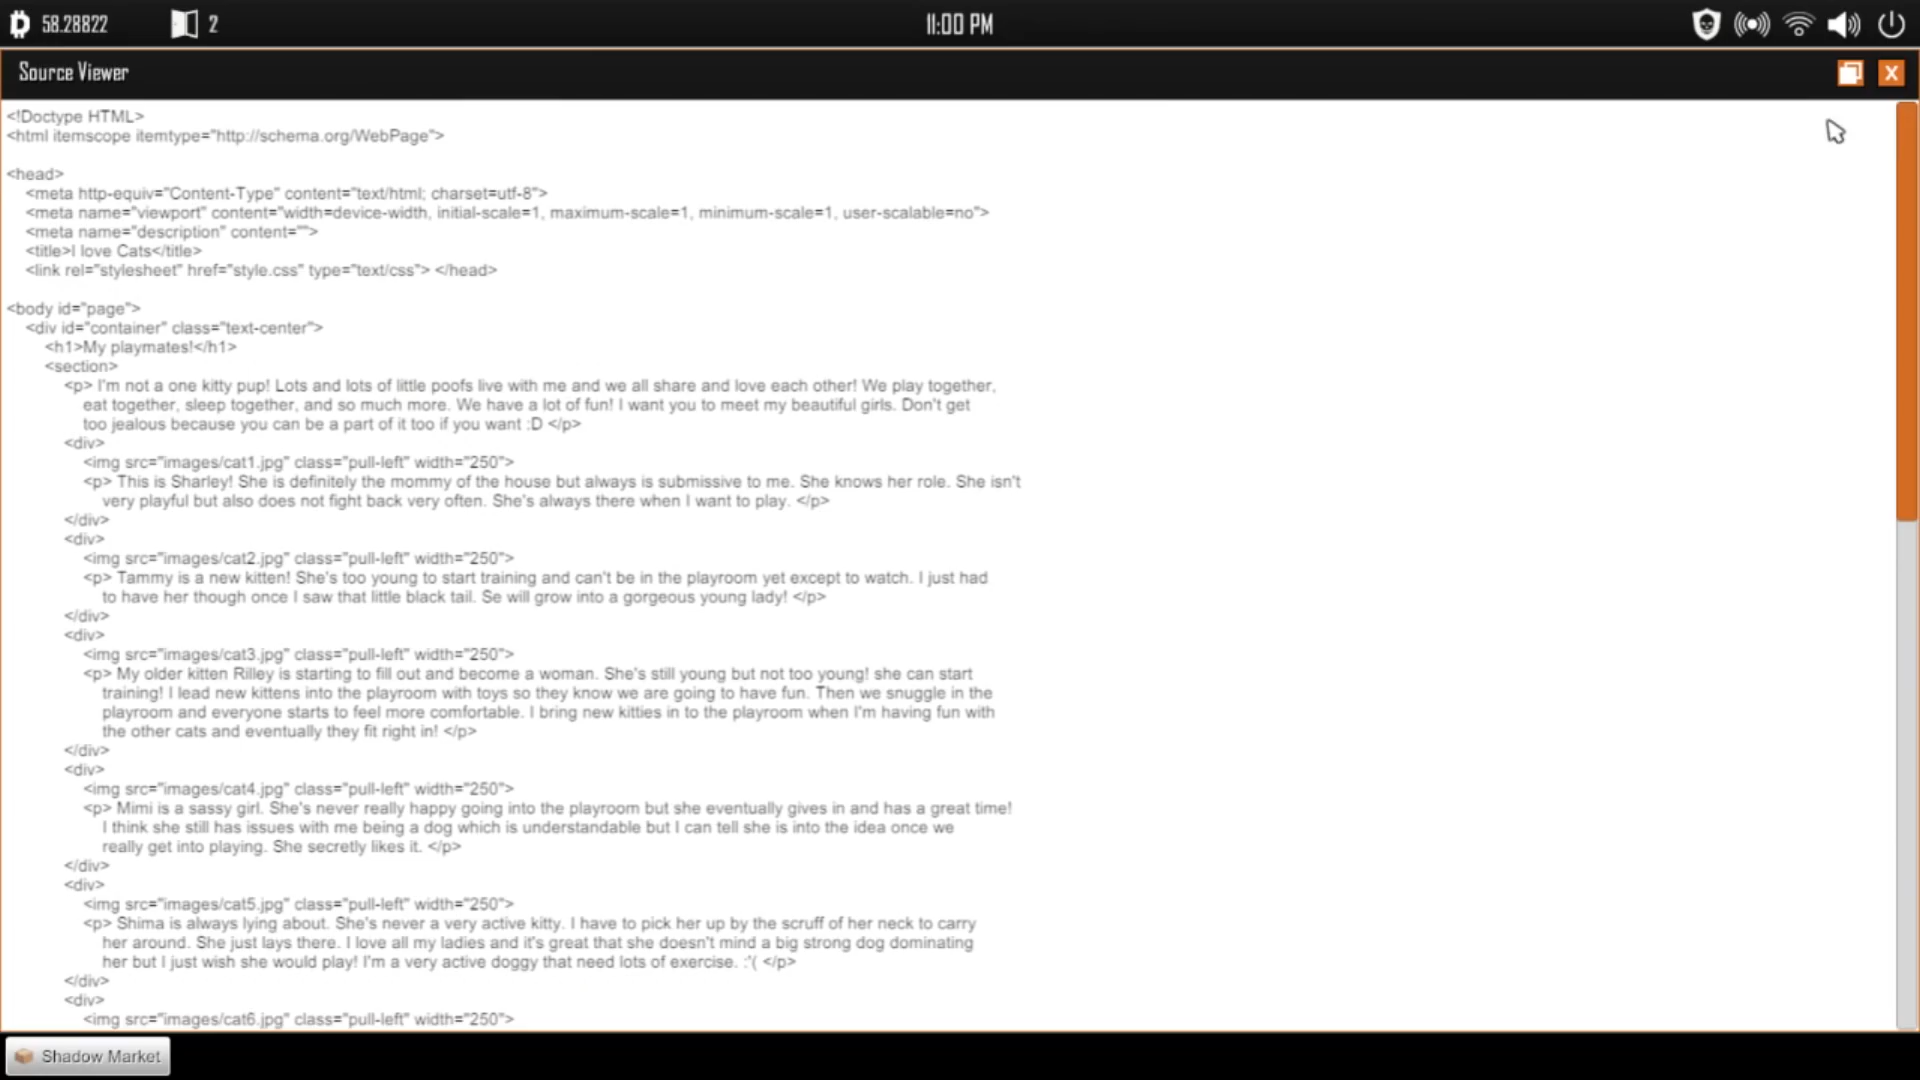 58.28822
2
11:00 PM
Source Viewer
X
<!Doctype HTML>
<html itemscope itemtype="http://schema.org/WebPage">
<head>
<meta http-equiv="Content-Type" content="text/html; charset=utf-8">
<meta name="viewport" content="width=device-width, initial-scale=1, maximum-scale=1, minimum-scale=1, user-scalable=no">
<meta name="description" content="">
<title>I love Cats</title>
<link rel="stylesheet" href="style.css" type="text/css"> </head>
<body id="page">
<div id="container" class="text-center">
<h1>My playmates!</h1>
<section>
<p> I'm not a one kitty pup! Lots and lots of little poofs live with me and we all share and love each other! We play together,
eat together, sleep together, and so much more. We have a lot of fun! I want you to meet my beautiful girls. Don't get
too jealous because you can be a part of it too if you want :D </p>
<div>
<img src="images/cat1.jpg" class="pull-left" width="250">
<p> This is Sharley! She is definitely the mommy of the house but always is submissive to me. She knows her role. She isn't
very playful but also does not fight back very often. She's always there when I want to play. </p>
</div>
<div>
<img src="images/cat2.jpg" class="pull-left" width="250">
<p> Tammy is a new kitten! She's too young to start training and can't be in the playroom yet except to watch. I just had
to have her though once I saw that little black tail. Se will grow into a gorgeous young lady! </p>
</div>
<div>
<img src="images/cat3.jpg" class="pull-left" width="250">
<p> My older kitten Rilley is starting to fill out and become a woman. She's still young but not too young! she can start
training! I lead new kittens into the playroom with toys so they know we are going to have fun. Then we snuggle in the
playroom and everyone starts to feel more comfortable. I bring new kitties in to the playroom when I'm having fun with
the other cats and eventually they fit right in! </p>
</div>
<div>
<img src="images/cat4.jpg" class="pull-left" width="250">
<p> Mimi is a sassy girl. She's never really happy going into the playroom but she eventually gives in and has a great time!
I think she still has issues with me being a dog which is understandable but I can tell she is into the idea once we
really get into playing. She secretly likes it. </p>
</div>
<div>
<img src="images/cat5.jpg" class="pull-left" width="250">
<p> Shima is always lying about. She's never a very active kitty. I have to pick her up by the scruff of her neck to carry
her around. She just lays there. I love all my ladies and it's great that she doesn't mind a big strong dog dominating
her but I just wish she would play! I'm a very active doggy that need lots of exercise. :'( </p>
</div>
<div>
<img src="images/cat6.jpg" class="pull-left" width="250">
Shadow Market